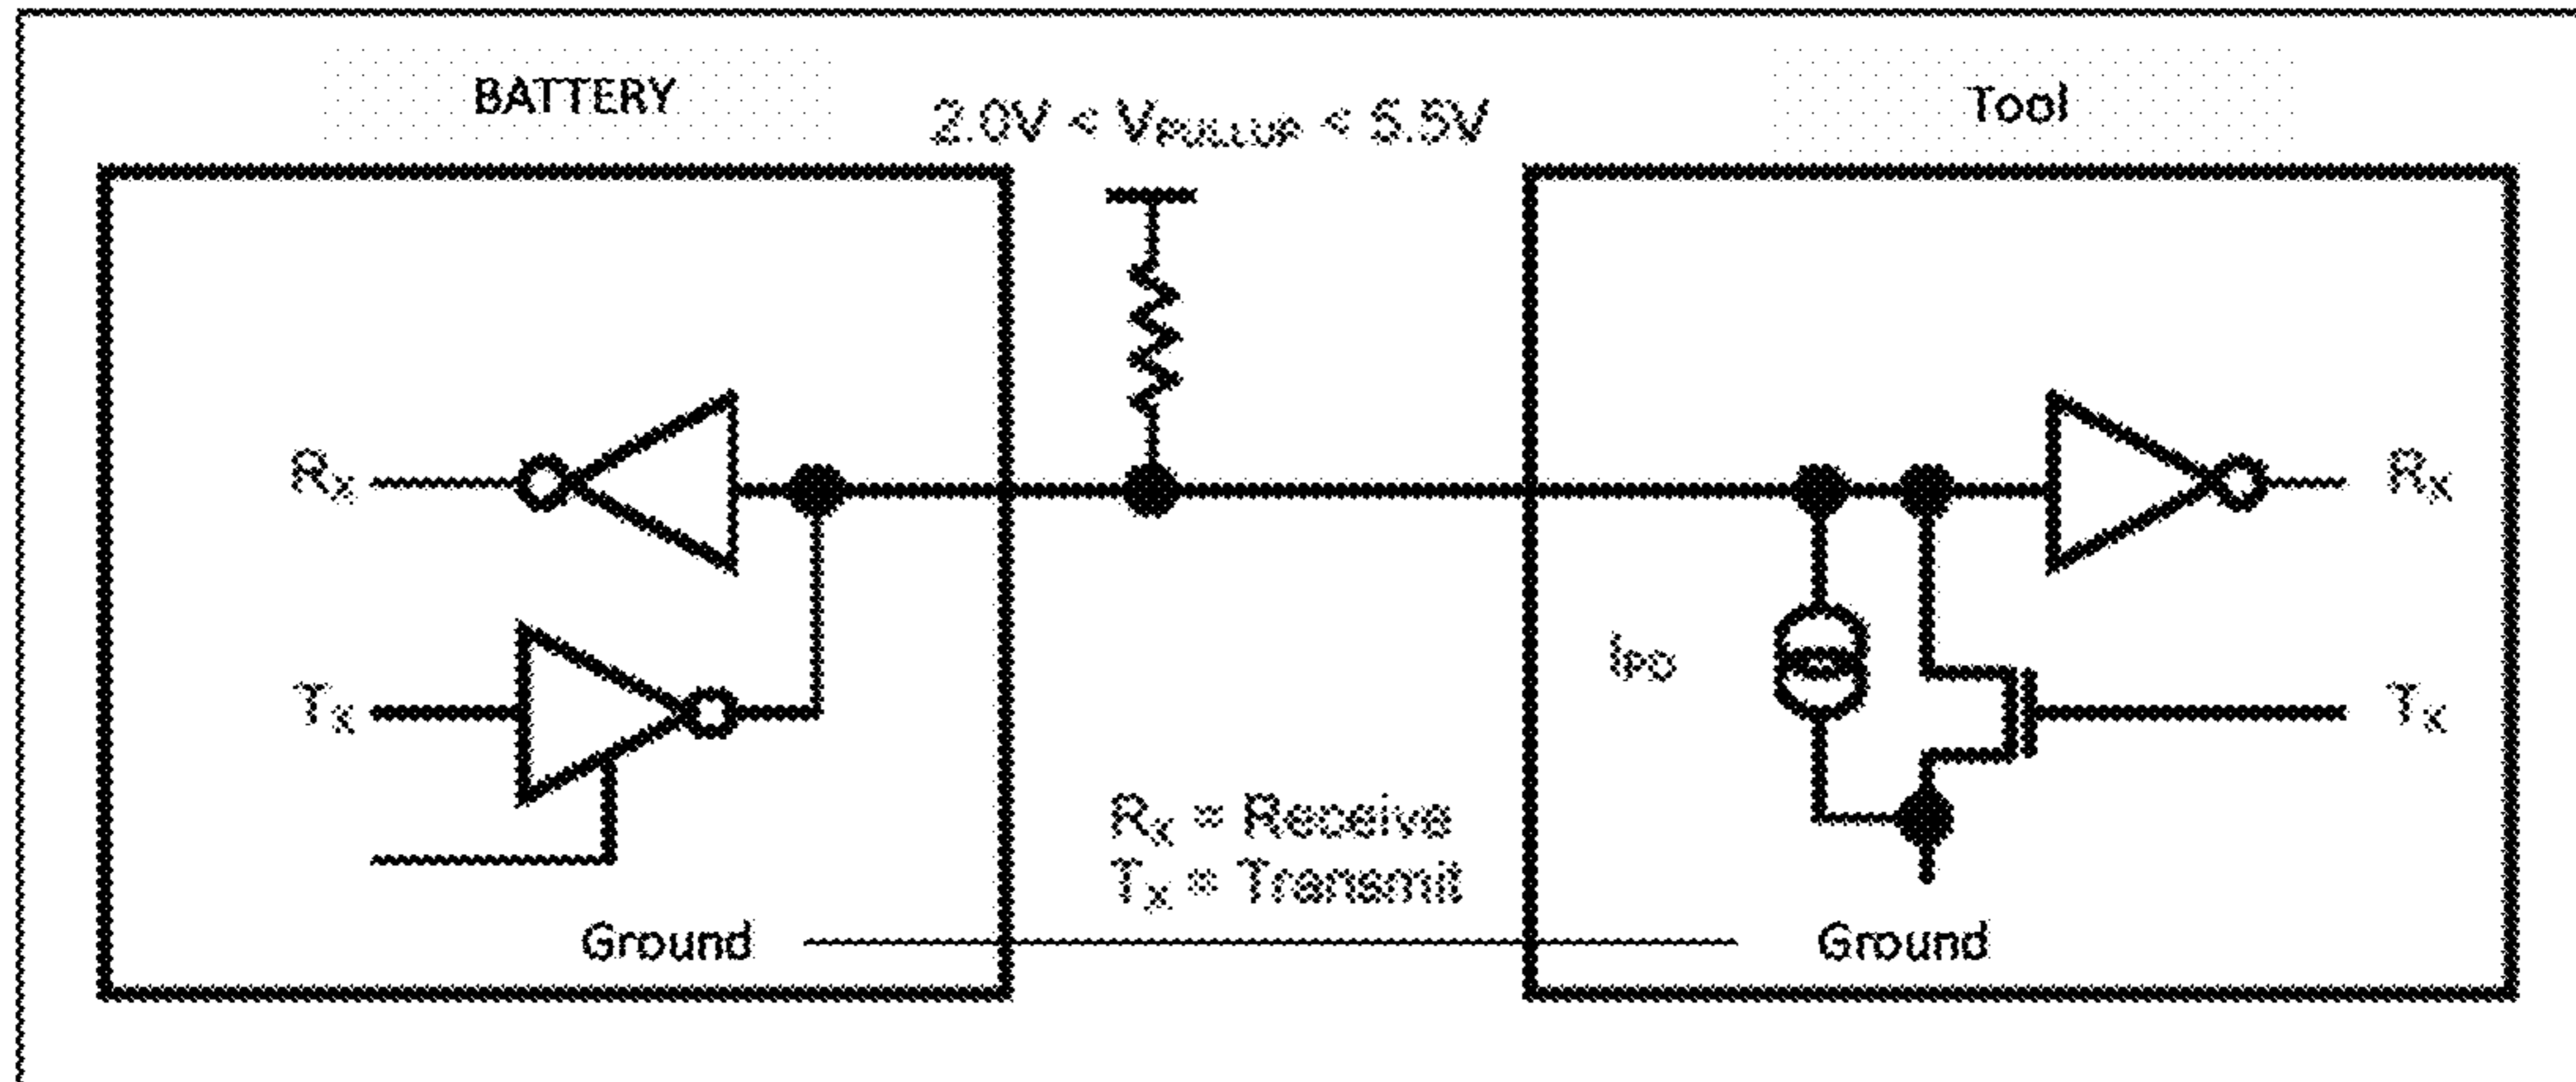 BATTERY
2.0V < VPULLUP < 5.5V
Tool
RX
TX
Ground
RX = Receive
TX = Transmit
IPD
RX
TX
Ground